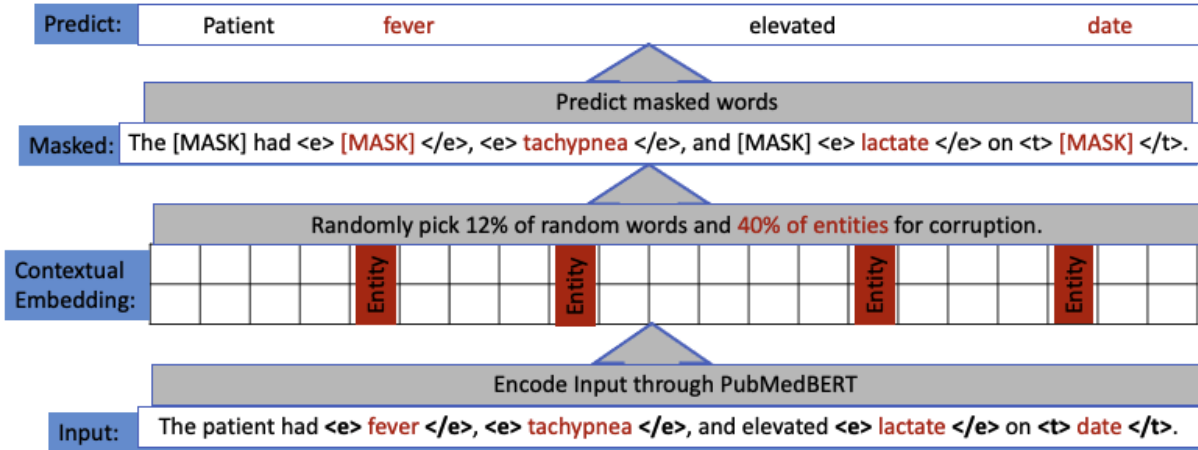 Predict: Patient fever elevated date
Predict masked words
Masked: The [MASK] had <e> [MASK] </e>, <e> tachypnea </e>, and [MASK] <e> lactate </e> on <t> [MASK] </t>.
Randomly pick 12% of random words and 40% of entities for corruption.
Contextual
Embedding:
Entity Entity Entity Entity
Encode Input through PubMedBERT
Input: The patient had <e> fever </e>, <e> tachypnea </e>, and elevated <e> lactate </e> on <t> date </t>.